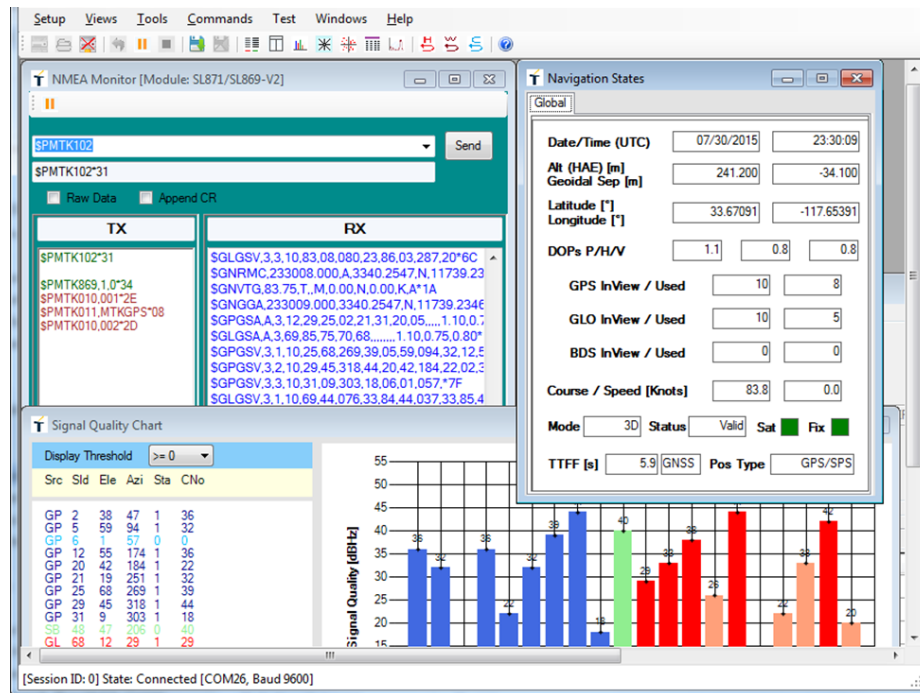 Setup Views Tools Commands Test Windows Help
NMEA Monitor [Module: SL871/SL869-V2]
$PMTK102
Send
$PMTK102*31
Raw Data Append CR
TX RX
$PMTK102*31
$PMTK869,1,0*34
$PMTK010,001*2E
$PMTK011,MTKGPS*08
$PMTK010,002*2D
$GLGSV,3,3,10,83,08,080,23,86,03,287,20*6C
$GNRMC,233008.000,A,3340.2547,N,11739.23
$GNVTG,83.75,T,,M,0.00,N,0.00,K,A*1A
$GNGGA,233009.000,3340.2547,N,11739.2346
$GPGSA,A,3,12,29,25,02,21,31,20,05,,,,,1.10,0.7
$GLGSA,A,3,69,85,75,70,68,,,,,,,,1.10,0.75,0.80*
$GPGSV,3,1,10,25,68,269,39,05,59,094,32,12,5
$GPGSV,3,2,10,29,45,318,44,20,42,184,22,02,3
$GPGSV,3,3,10,31,09,303,18,06,01,057,*7F
$GLGSV,3,1,10,69,44,076,33,84,44,037,33,85,4
Navigation States
Global
Date/Time (UTC) 07/30/2015 23:30:09
Alt (HAE) [m]
Geoidal Sep [m]
241.200 -34.100
Latitude [°]
Longitude [°]
33.67091 -117.65391
DOPs P/H/V 1.1 0.8 0.8
GPS InView / Used 10 8
GLO InView / Used 10 5
BDS InView / Used 0 0
Course / Speed [Knots] 83.8 0.0
Mode 3D Status Valid Sat Fix
TTFF [s] 5.9 GNSS Pos Type GPS/SPS
Signal Quality Chart
Display Threshold >= 0
Src SId Ele Azi Sta CNo
GP 2 38 47 1 36
GP 5 59 94 1 32
GP 6 1 57 0 0
GP 12 55 174 1 36
GP 20 42 184 1 22
GP 21 19 251 1 32
GP 25 68 269 1 39
GP 29 45 318 1 44
GP 31 9 303 1 18
SB 48 47 206 0 40
GL 68 12 29 1 29
Signal Quality [dBHz]
55
50
45
40
35
30
25
20
15
36 32 36 22 32 39 18 40 29 33 38 26 22 33 42 20
[Session ID: 0] State: Connected [COM26, Baud 9600]